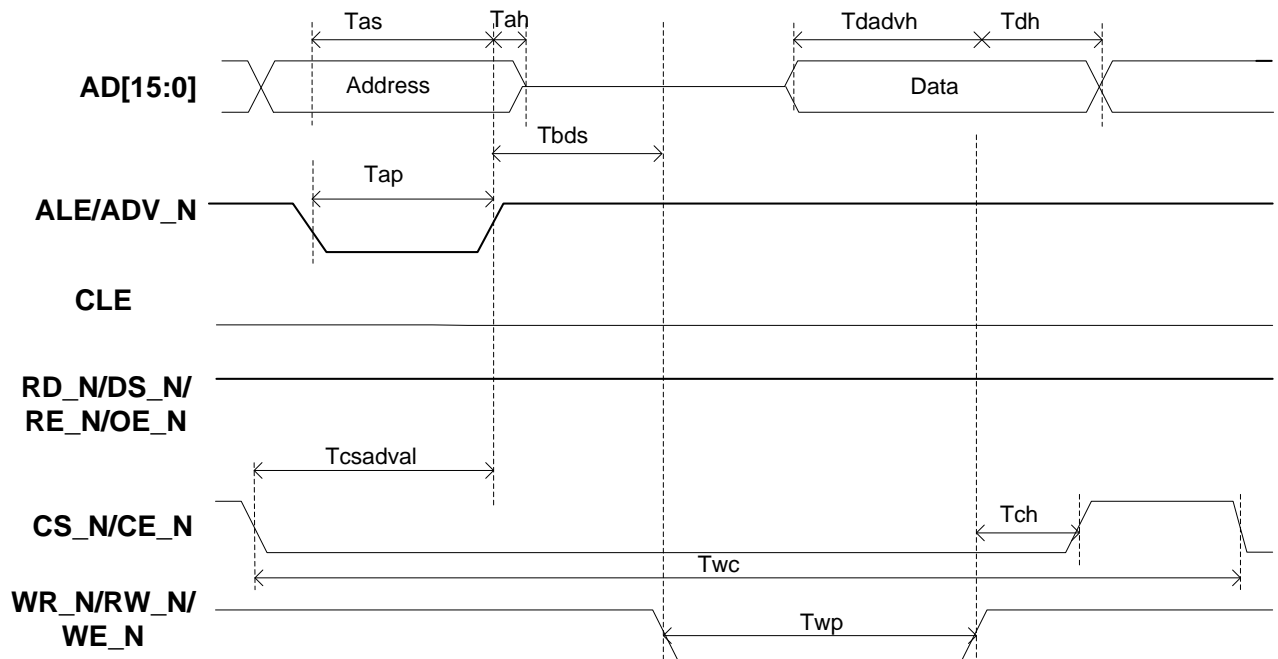 Tas
Tah
Tdadvh
Tdh
AD[15:0]
Address
Data
Tbds
Tap
ALE/ADV_N
CLE
RD_N/DS_N/
RE_N/OE_N
Tcsadval
CS_N/CE_N
Tch
Twc
WR_N/RW_N/
WE_N
Twp